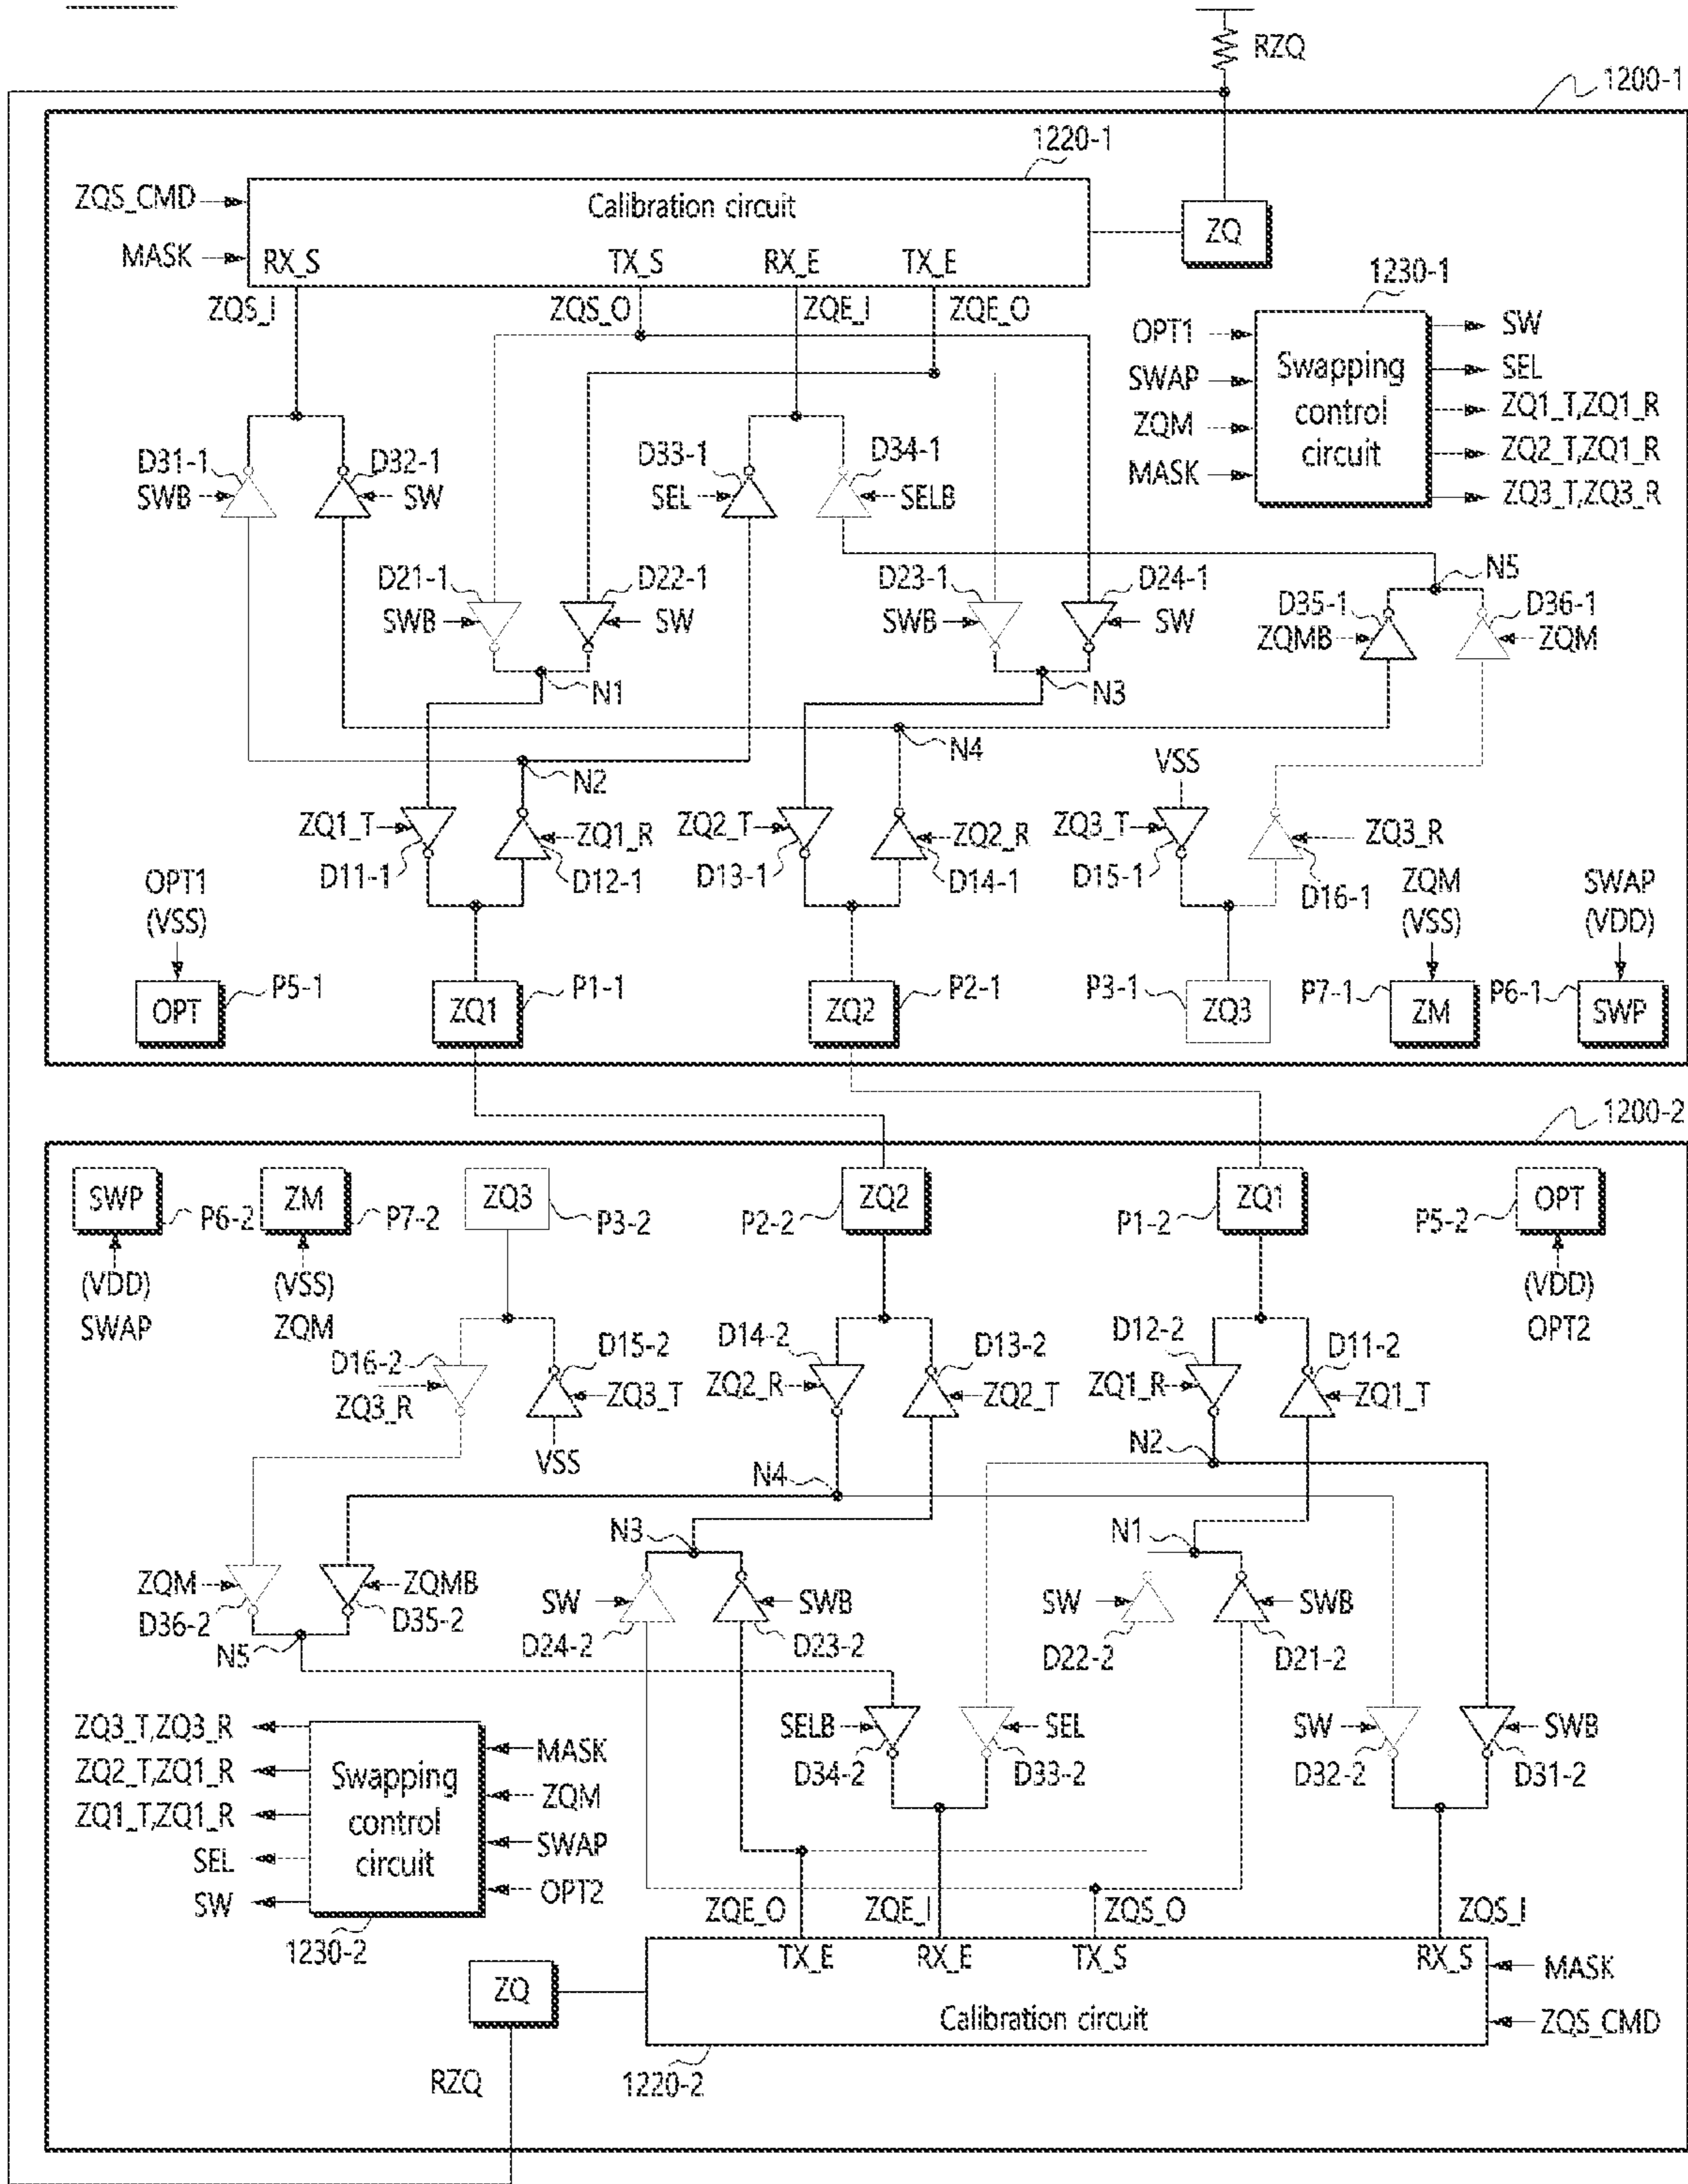 RZQ
1200-1
1220-1
ZQS_CMD
Calibration circuit
ZQ
MASK
RX_S
TX_S
RX_E
TX_E
1230-1
ZQS_I
ZQS_O
ZQE_I
ZQE_O
OPT1
SW
SWAP
Swapping
control
circuit
SEL
ZQ1_T,ZQ1_R
ZQM
ZQ2_T,ZQ1_R
MASK
ZQ3_T,ZQ3_R
D31-1
D32-1
D33-1
D34-1
SWB
SW
SEL
SELB
D21-1
D22-1
D23-1
D24-1
N5
SWB
SW
SWB
SW
D35-1
D36-1
ZQMB
ZQM
N1
N3
N2
N4
VSS
ZQ1_T
ZQ1_R
ZQ2_T
ZQ2_R
ZQ3_T
ZQ3_R
D11-1
D12-1
D13-1
D14-1
D15-1
D16-1
OPT1
(VSS)
ZQM
(VSS)
SWAP
(VDD)
OPT
P5-1
ZQ1
P1-1
ZQ2
P2-1
P3-1
ZQ3
P7-1
ZM
P6-1
SWP
1200-2
SWP
P6-2
ZM
P7-2
ZQ3
P3-2
P2-2
ZQ2
P1-2
ZQ1
P5-2
OPT
(VDD)
SWAP
(VSS)
ZQM
(VDD)
OPT2
D16-2
D15-2
D14-2
D13-2
D12-2
D11-2
ZQ3_R
ZQ3_T
ZQ2_R
ZQ2_T
ZQ1_R
ZQ1_T
VSS
N4
N2
N3
N1
ZQM
ZQMB
SW
SWB
SW
SWB
D36-2
D35-2
D24-2
D23-2
D22-2
D21-2
N5
ZQ3_T,ZQ3_R
ZQ2_T,ZQ1_R
ZQ1_T,ZQ1_R
SEL
SW
Swapping
control
circuit
MASK
ZQM
SWAP
OPT2
1230-2
SELB
SEL
SW
SWB
D34-2
D33-2
D32-2
D31-2
ZQE_O
ZQE_I
ZQS_O
ZQS_I
TX_E
RX_E
TX_S
RX_S
MASK
ZQ
Calibration circuit
ZQS_CMD
RZQ
1220-2